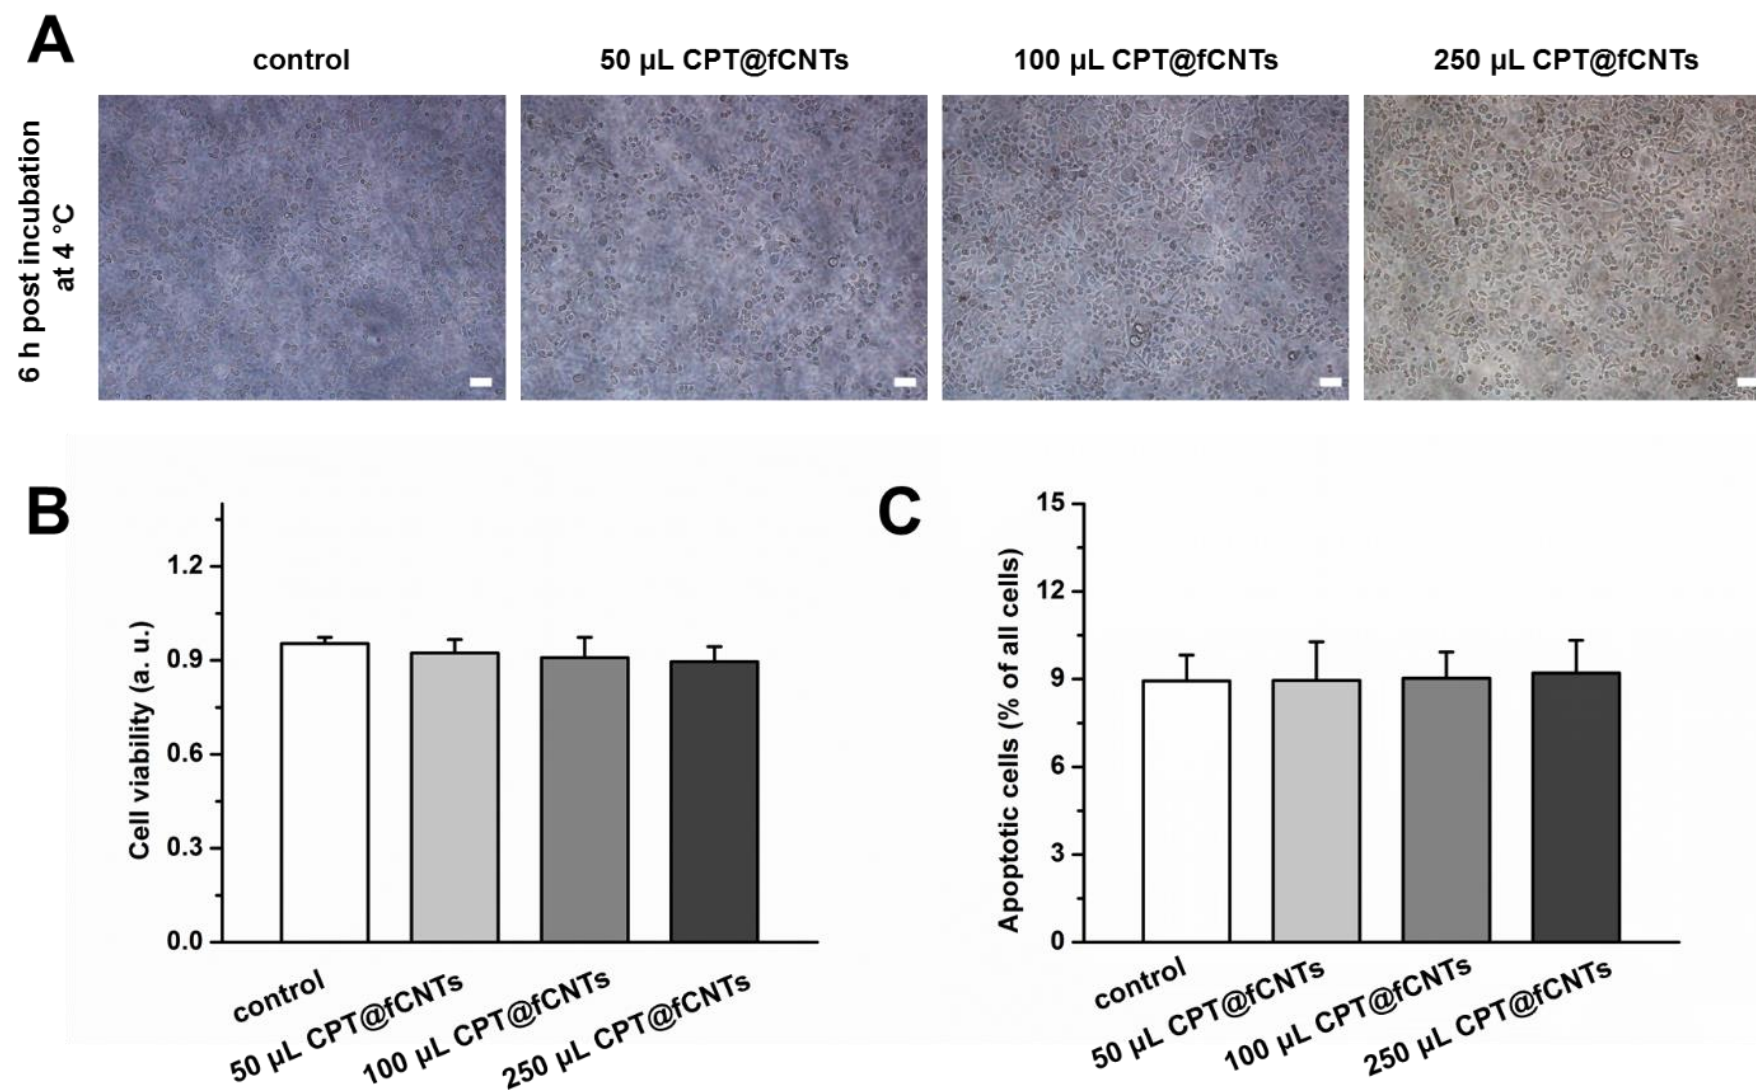 A
control
50 µL CPT@fCNTs
100 µL CPT@fCNTs
250 µL CPT@fCNTs
6 h post incubation
at 4 °C
B
Cell viability (a. u.)
1.2
0.9
0.6
0.3
0.0
control
50 µL CPT@fCNTs
100 µL CPT@fCNTs
250 µL CPT@fCNTs
C
Apoptotic cells (% of all cells)
15
12
9
6
3
0
control
50 µL CPT@fCNTs
100 µL CPT@fCNTs
250 µL CPT@fCNTs